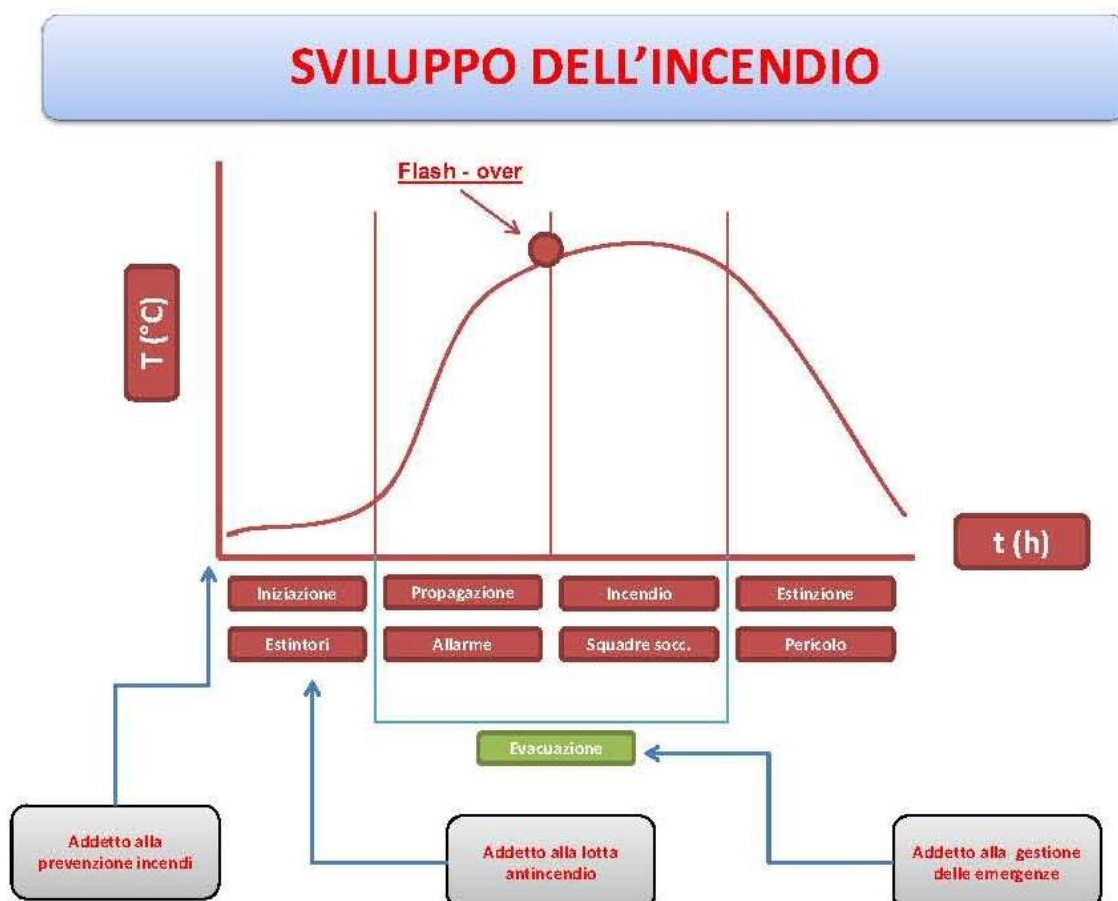 SVILUPPO DELL'INCENDIO
Flash - over
T (°C)
t (h)
Iniziazione
Propagazione
Incendio
Estinzione
Estintori
Allarme
Squadre socc.
Pericolo
Evacuazione
Addetto alla
prevenzione incendi
Addetto alla lotta
antincendio
Addetto alla gestione
delle emergenze